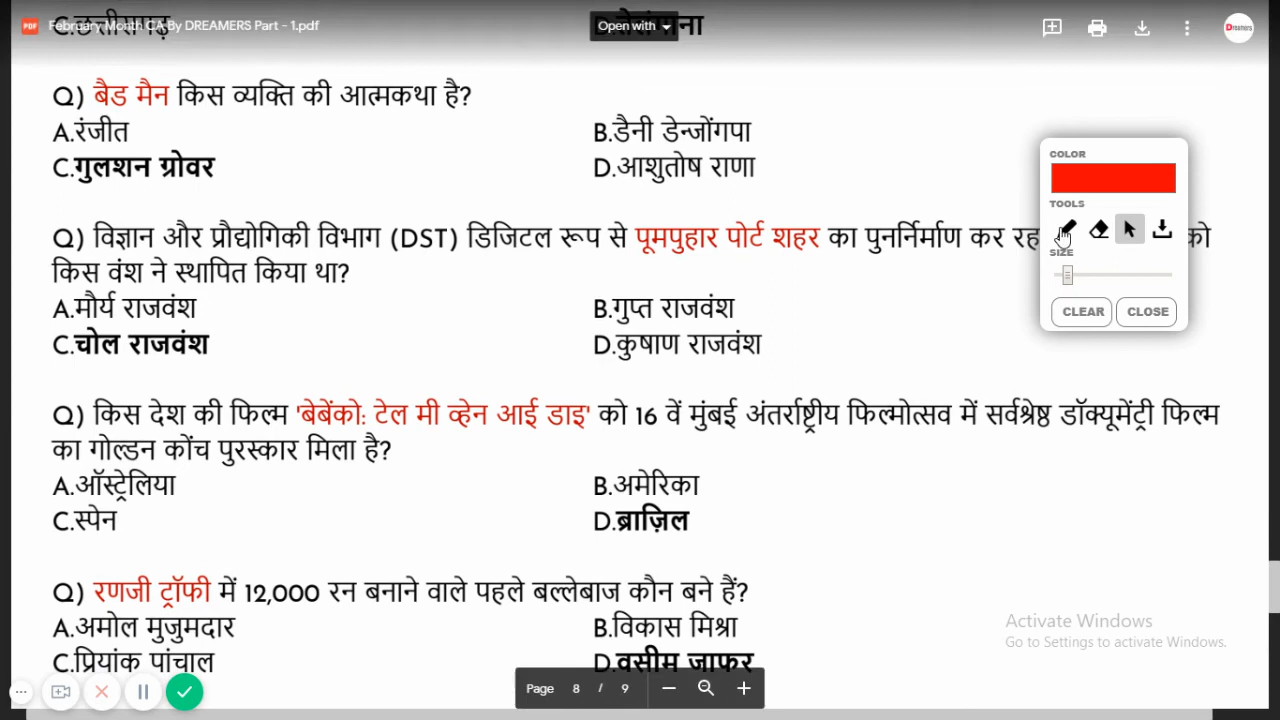 C.छत्तीसगढ़ D.तेलंगाना
February Month CA By DREAMERS Part - 1.pdf
Open with
Dreamers
Q) बैड मैन किस व्यक्ति की आत्मकथा है?
A.रंजीत B.डैनी डेन्जोंगपा
C.गुलशन ग्रोवर D.आशुतोष राणा
COLOR
TOOLS
SIZE
CLEAR CLOSE
Q) विज्ञान और प्रौद्योगिकी विभाग (DST) डिजिटल रूप से पूमपुहार पोर्ट शहर का पुनर्निर्माण कर रह को
किस वंश ने स्थापित किया था?
A.मौर्य राजवंश B.गुप्त राजवंश
C.चोल राजवंश D.कुषाण राजवंश
Q) किस देश की फिल्म 'बेबेंको: टेल मी व्हेन आई डाइ' को 16 वें मुंबई अंतर्राष्ट्रीय फिल्मोत्सव में सर्वश्रेष्ठ डॉक्यूमेंट्री फिल्म
का गोल्डन कोंच पुरस्कार मिला है?
A.ऑस्ट्रेलिया B.अमेरिका
C.स्पेन D.ब्राज़िल
Q) रणजी ट्रॉफी में 12,000 रन बनाने वाले पहले बल्लेबाज कौन बने हैं?
A.अमोल मुजुमदार B.विकास मिश्रा
C.प्रियांक पांचाल D.वसीम जाफर
Activate Windows
Go to Settings to activate Windows.
Page 8 / 9